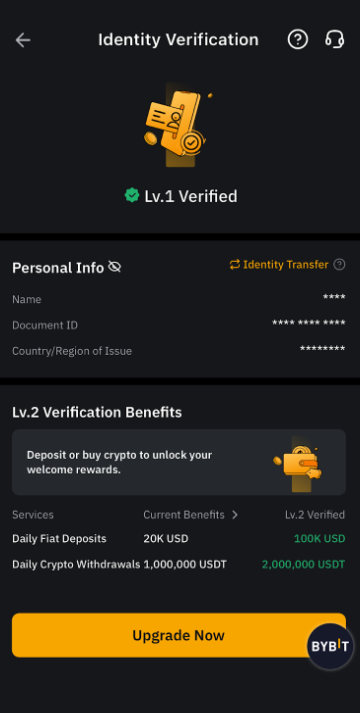 Identity Verification
Lv.1 Verified
Personal Info Identity Transfer
Name ****
Document ID **** **** ****
Country/Region of Issue ********
Lv.2 Verification Benefits
Deposit or buy crypto to unlock your
welcome rewards.
Services Current Benefits Lv.2 Verified
Daily Fiat Deposits 20K USD 100K USD
Daily Crypto Withdrawals 1,000,000 USDT 2,000,000 USDT
Upgrade Now
BYBIT